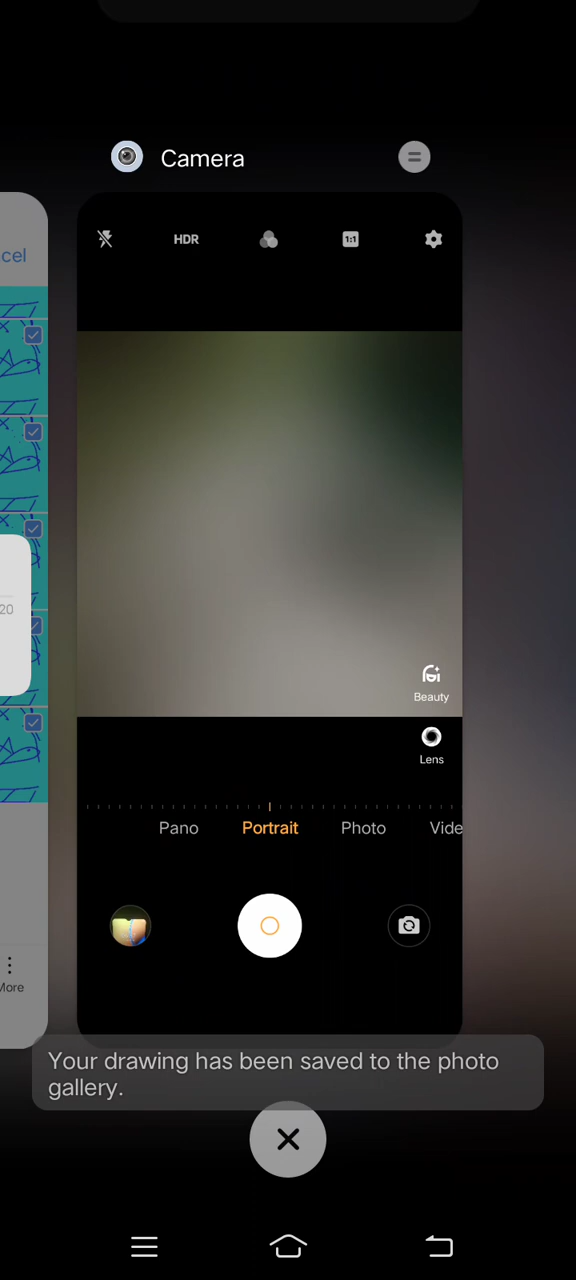 Camera
HDR
1:1
cel
20
Beauty
Lens
Pano Portrait Photo Vide
More
Your drawing has been saved to the photo
gallery.